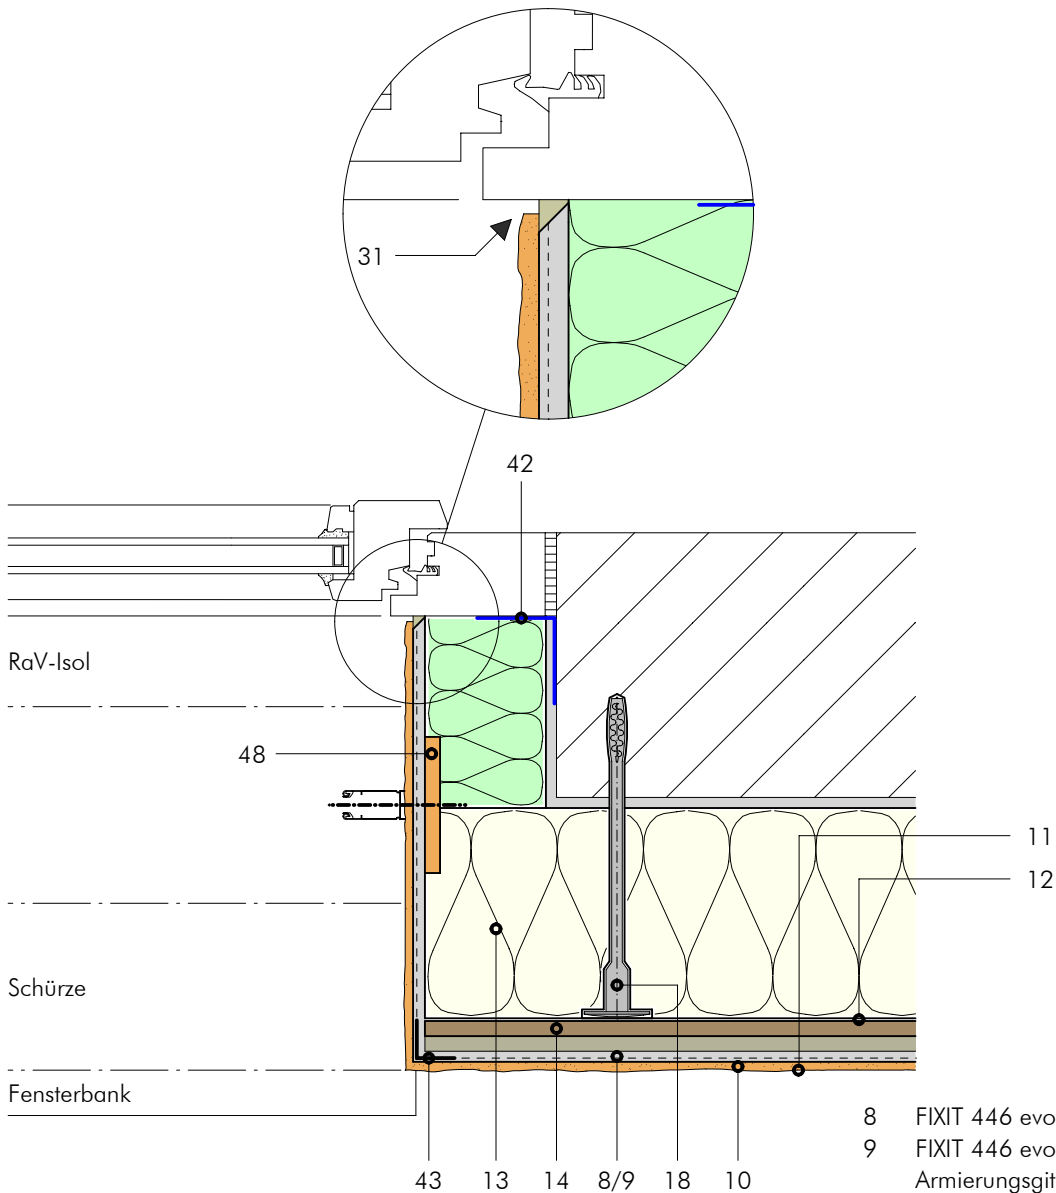 31
42
RaV-Isol
48
11
12
Schürze
Fensterbank
8 FIXIT 446 evo
9 FIXIT 446 evo
Armierungsgit
43 13 14 8/9 18 10